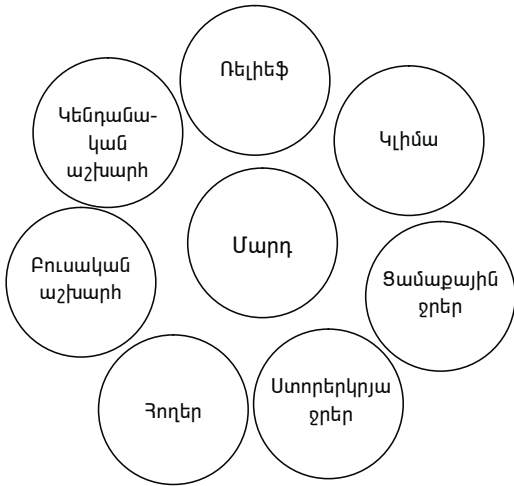 Ռելիեֆ
Կլիմա
Ցամաքային
ջրեր
Ստորերկրյա
ջրեր
Հողեր
Բուսական
աշխարհ
Կենդանա-
կան
աշխարհ
Մարդ